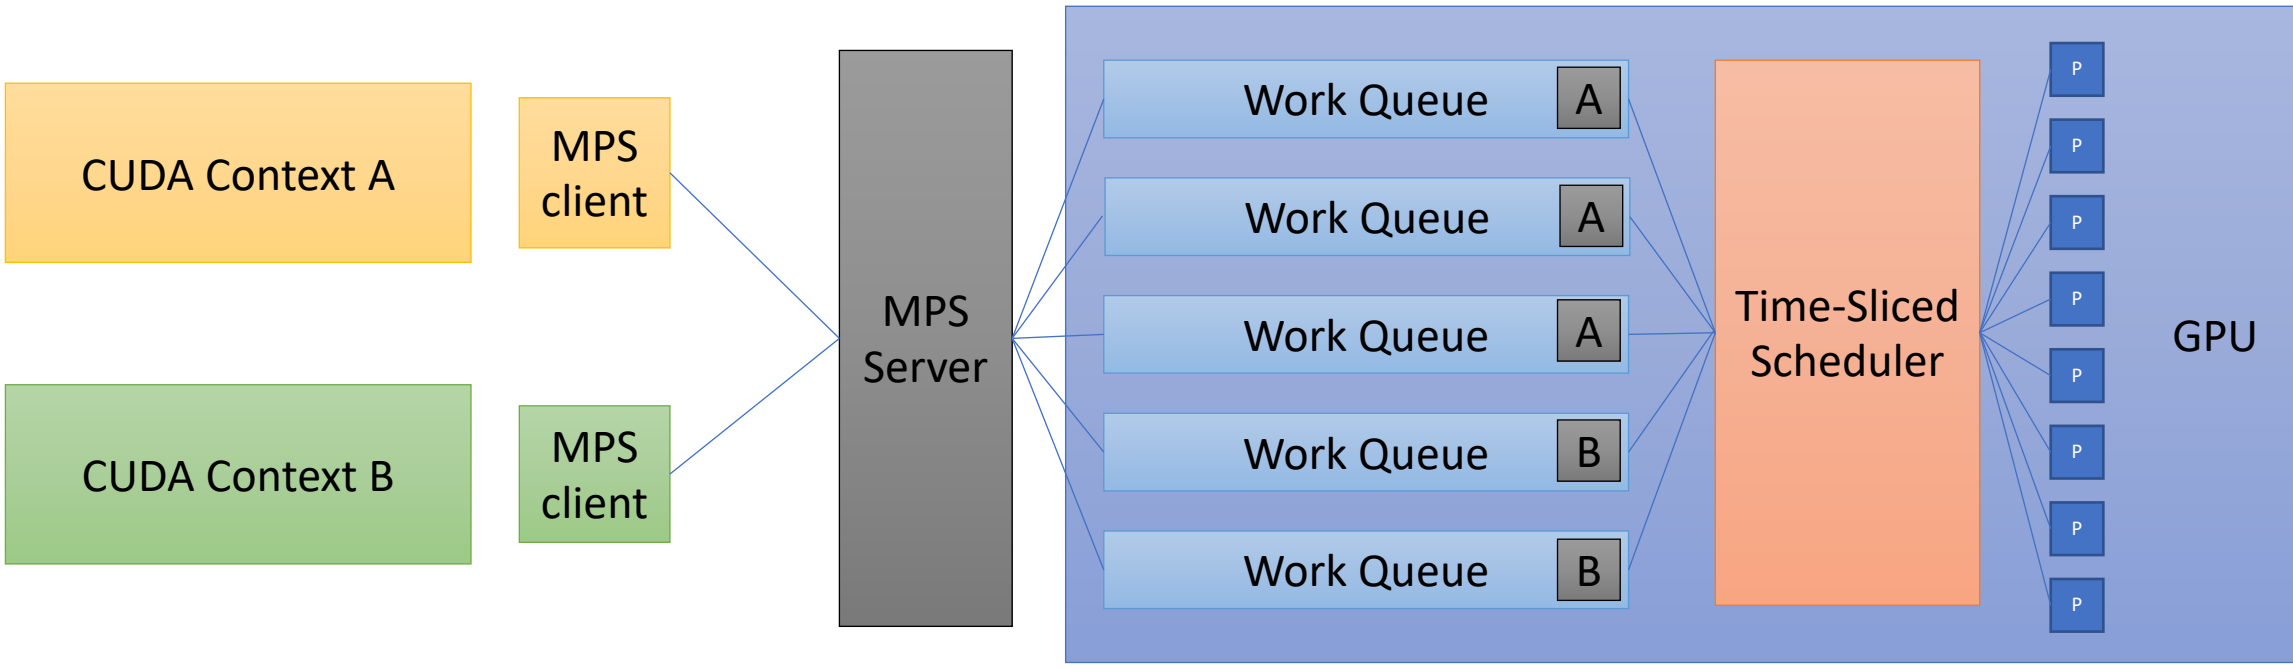 CUDA Context A
MPS
client
CUDA Context B
MPS
client
MPS
Server
Work Queue A
Work Queue A
Work Queue A
Work Queue B
Work Queue B
Time-Sliced
Scheduler
P
P
P
P
P
P
P
P
GPU